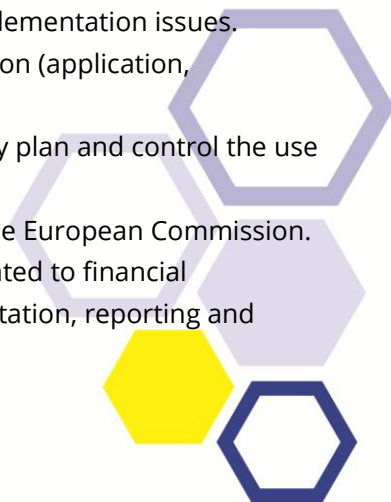 lementation issues.
on (application,
y plan and control the use
e European Commission.
ted to financial
tation, reporting and